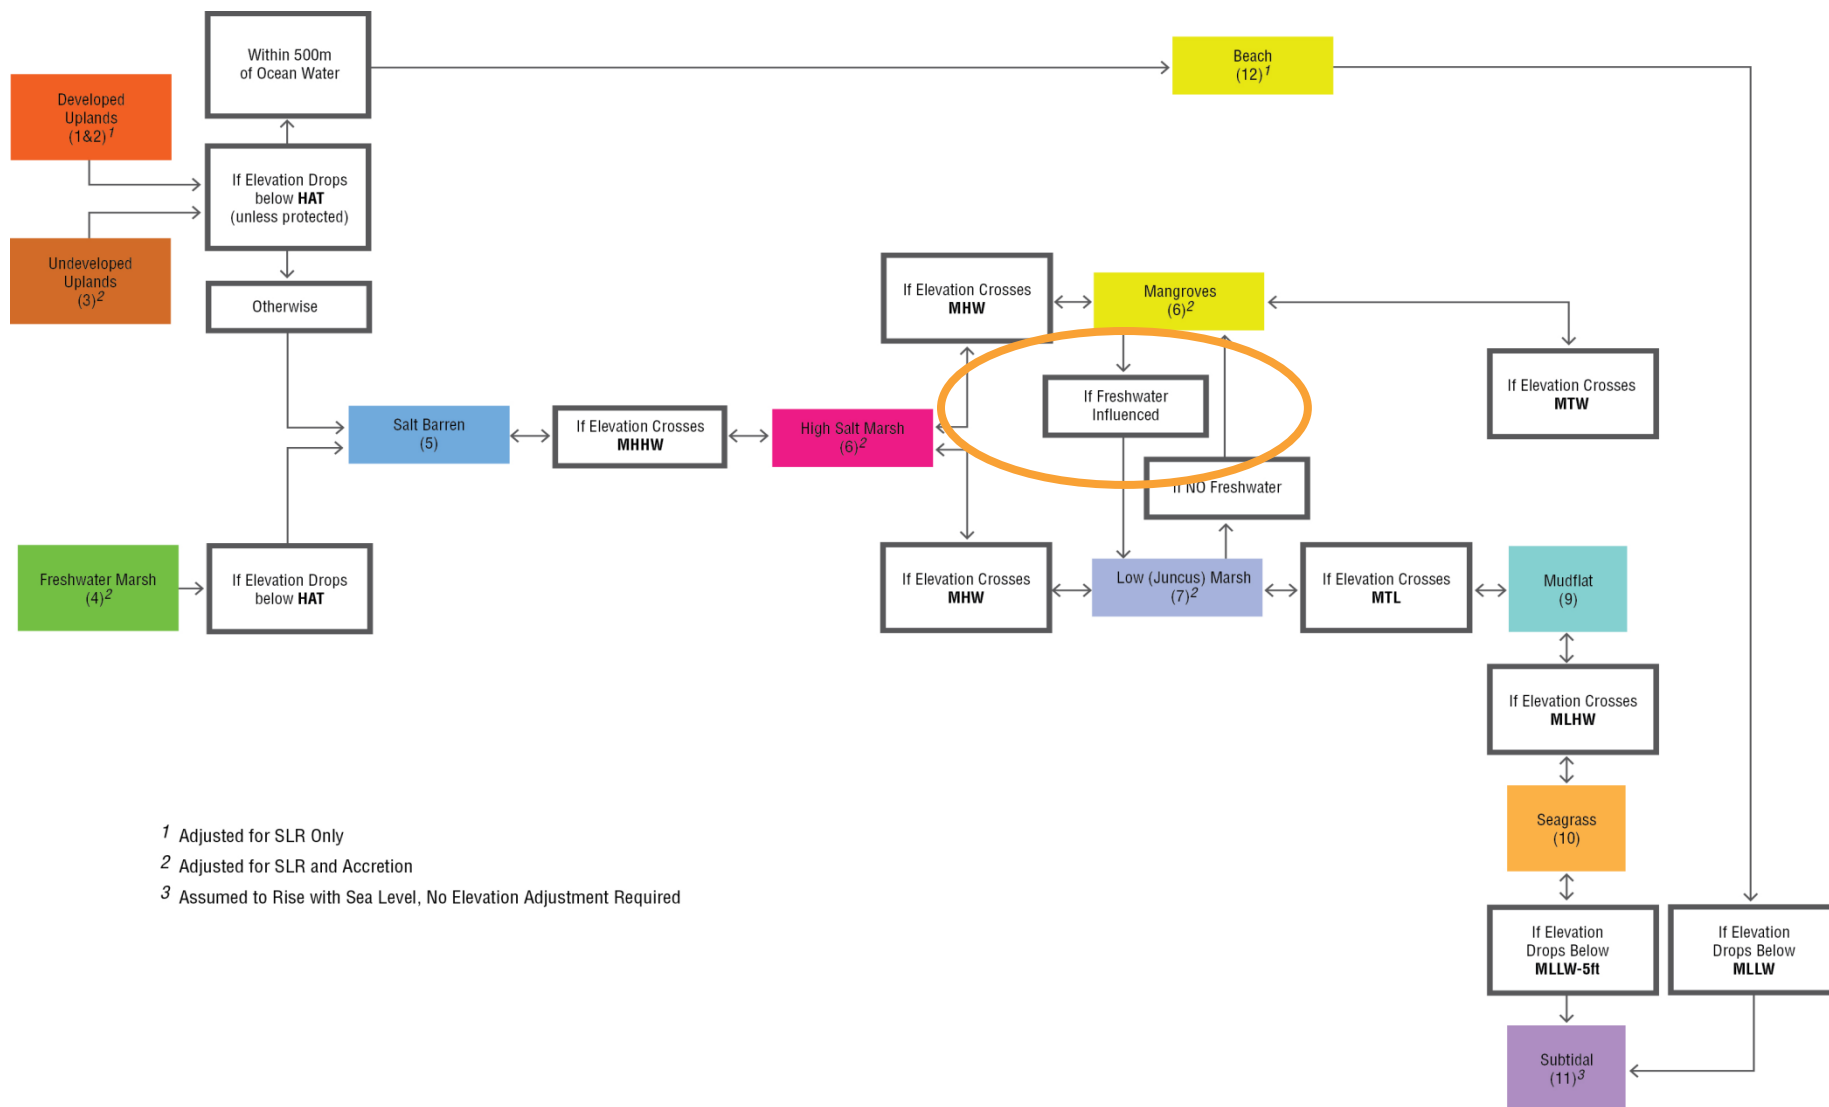 Within 500m
of Ocean Water
Beach
(12)1
Developed
Uplands
(1&2)1
If Elevation Drops
below HAT
(unless protected)
Undeveloped
Uplands
(3)2
Otherwise
If Elevation Crosses
MHW
Mangroves
(6)2
If Elevation Crosses
MTW
If Freshwater
Influenced
Salt Barren
(5)
If Elevation Crosses
MHHW
High Salt Marsh
(6)2
If NO Freshwater
Freshwater Marsh
(4)2
If Elevation Drops
below HAT
If Elevation Crosses
MHW
Low (Juncus) Marsh
(7)2
If Elevation Crosses
MTL
Mudflat
(9)
If Elevation Crosses
MLHW
Seagrass
(10)
1 Adjusted for SLR Only
2 Adjusted for SLR and Accretion
3 Assumed to Rise with Sea Level, No Elevation Adjustment Required
If Elevation
Drops Below
MLLW-5ft
If Elevation
Drops Below
MLLW
Subtidal
(11)3